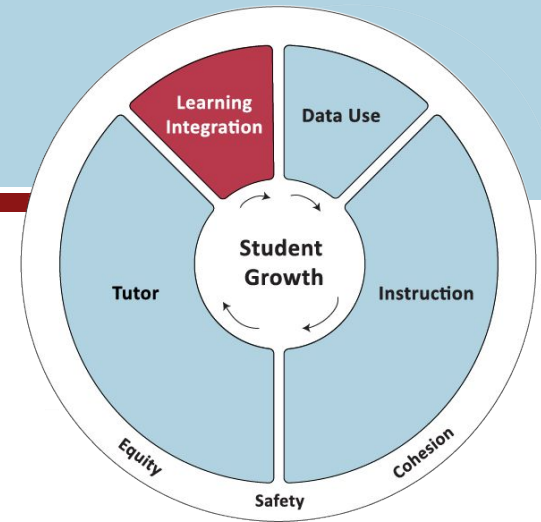 Learning
Integration
Data Use
Student
Growth
Tutor
Instruction
Equity
Safety
Cohesion